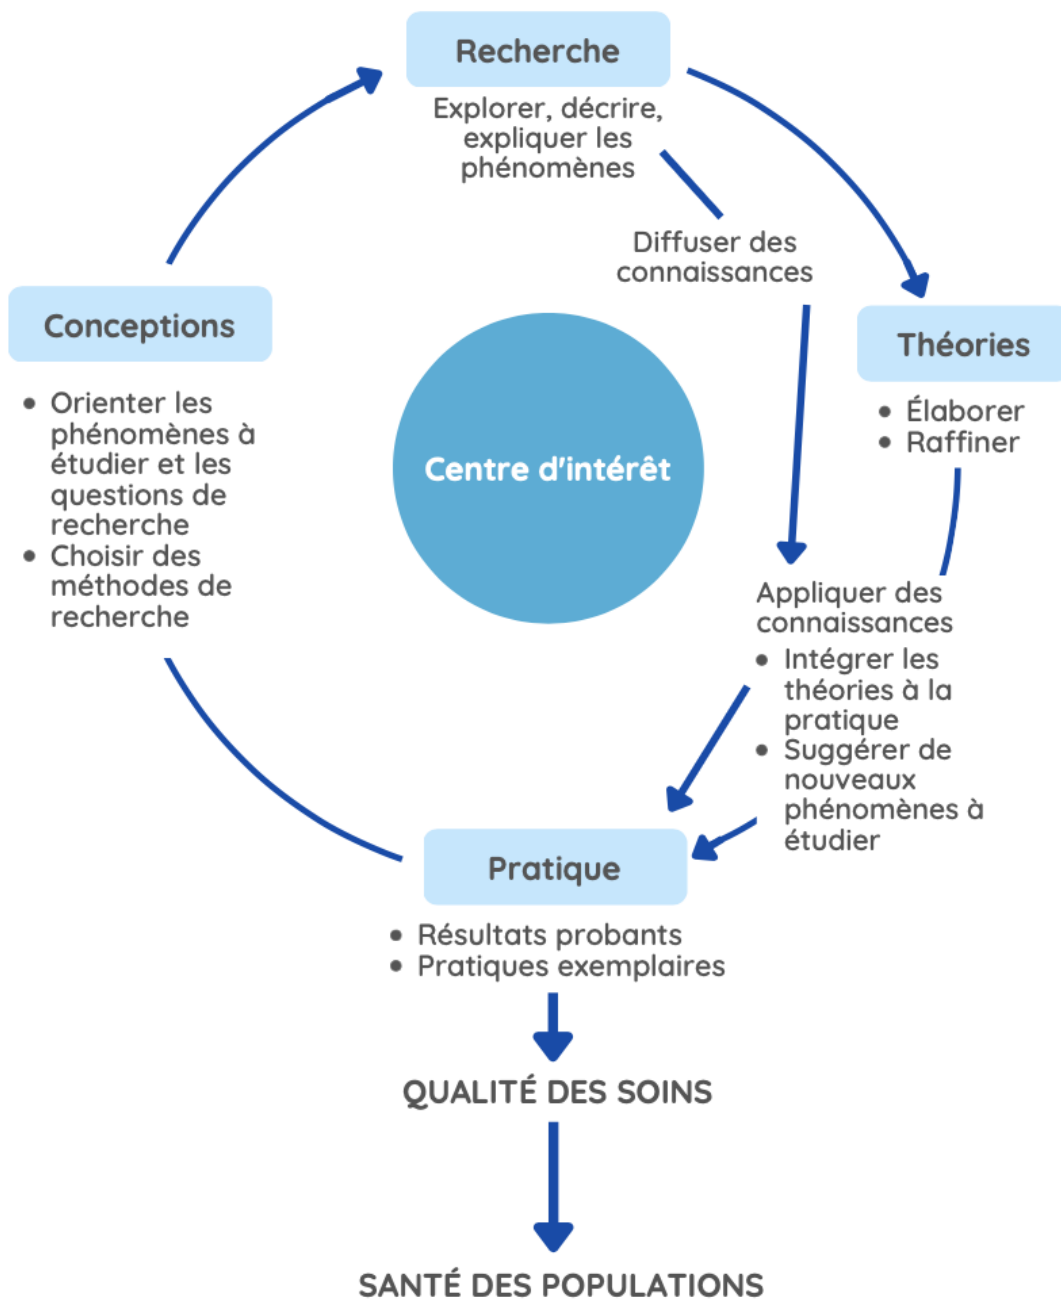 Recherche
Explorer, décrire,
expliquer les
phénomènes
Diffuser des
connaissances
Conceptions
• Orienter les
phénomènes à
étudier et les
questions de
recherche
• Choisir des
méthodes de
recherche
Centre d'intérêt
Théories
• Élaborer
• Raffiner
Appliquer des
connaissances
• Intégrer les
théories à la
pratique
• Suggérer de
nouveaux
phénomènes à
étudier
Pratique
• Résultats probants
• Pratiques exemplaires
QUALITÉ DES SOINS
SANTÉ DES POPULATIONS